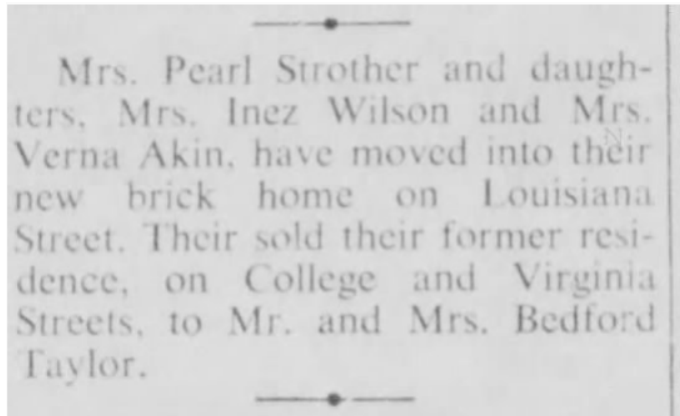 Mrs. Pearl Strother and daugh-
ters, Mrs. Inez Wilson and Mrs.
Verna Akin, have moved into their
new brick home on Louisiana
Street. Their sold their former resi-
dence, on College and Virginia
Streets, to Mr. and Mrs. Bedford
Taylor.